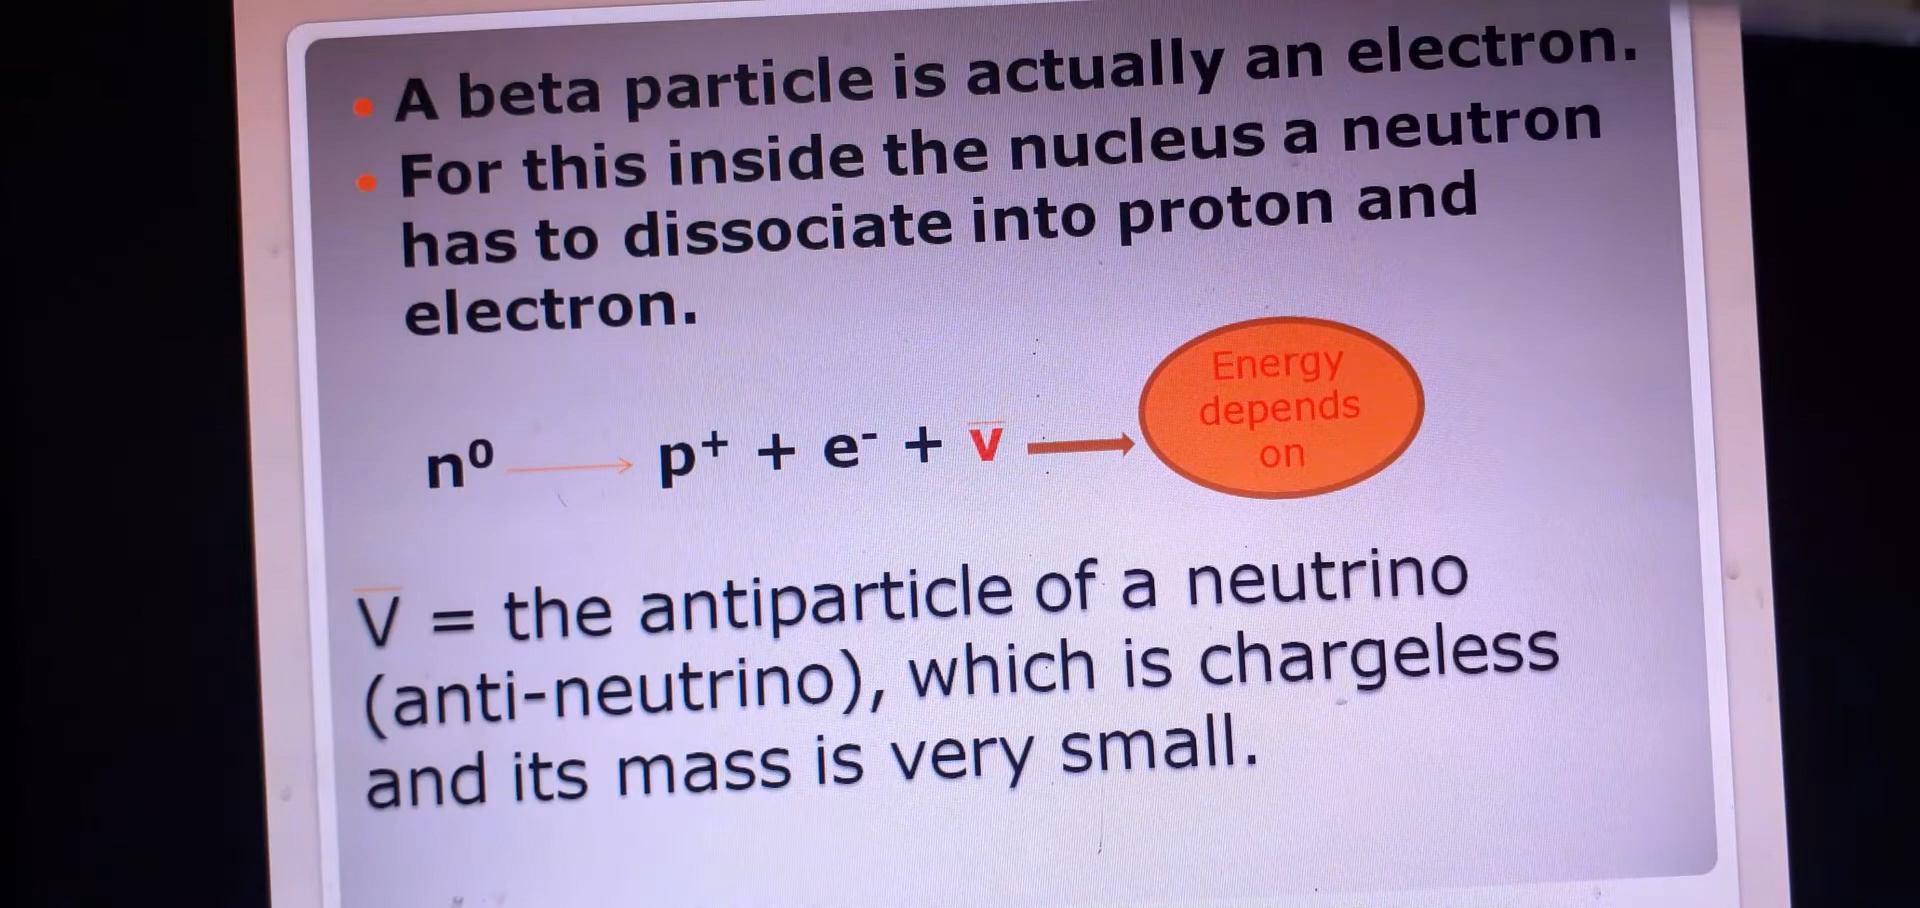 • A beta particle is actually an electron.
• For this inside the nucleus a neutron
has to dissociate into proton and
electron.
n⁰ → p⁺ + e⁻ + v̅ → Energy
depends
on
V̅ = the antiparticle of a neutrino
(anti-neutrino), which is chargeless
and its mass is very small.